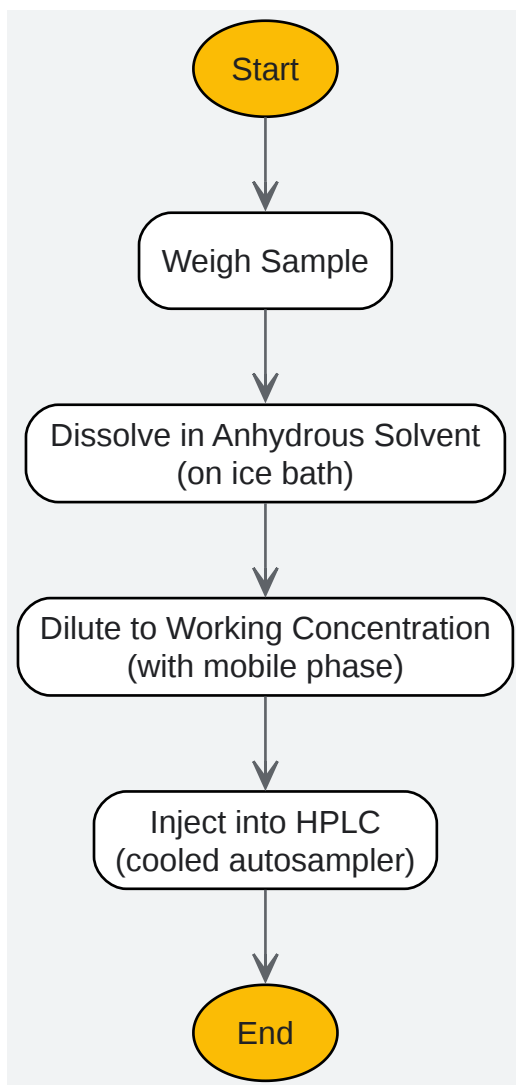 Start
Weigh Sample
Dissolve in Anhydrous Solvent
(on ice bath)
Dilute to Working Concentration
(with mobile phase)
Inject into HPLC
(cooled autosampler)
End